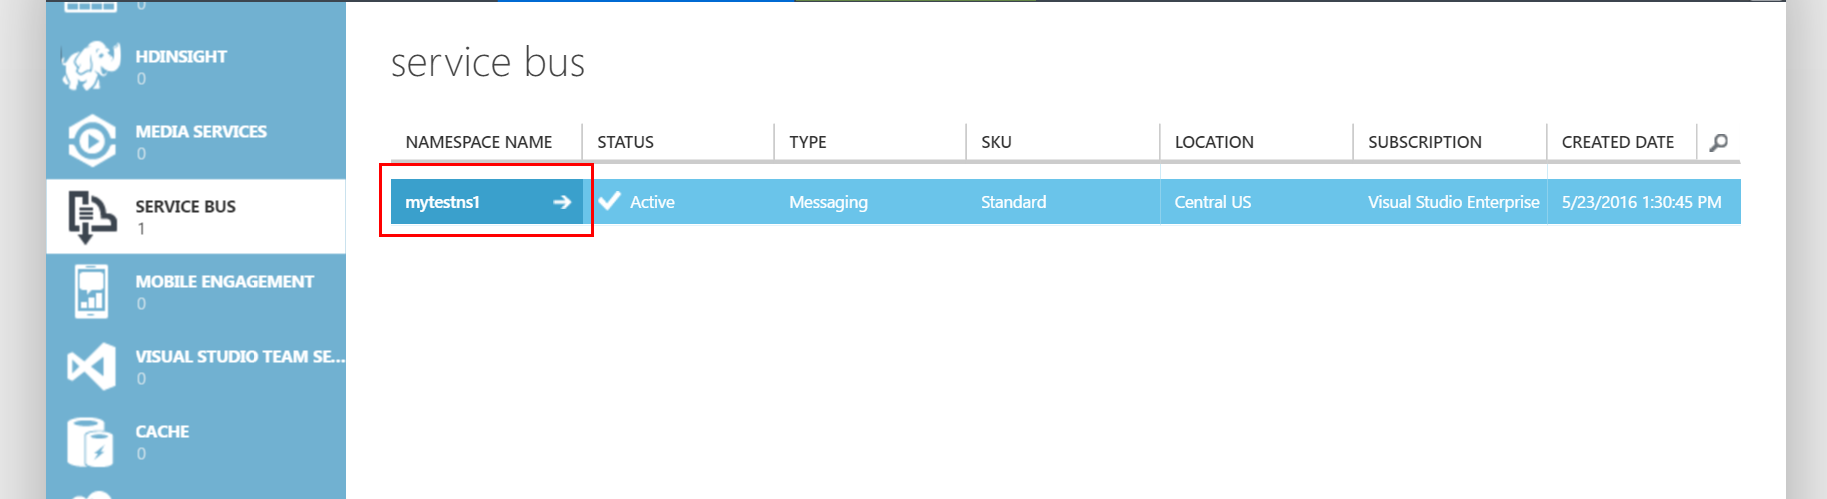 0
HDINSIGHT
0
MEDIA SERVICES
0
SERVICE BUS
1
MOBILE ENGAGEMENT
0
VISUAL STUDIO TEAM SE...
0
CACHE
0
service bus
NAMESPACE NAME STATUS TYPE SKU LOCATION SUBSCRIPTION CREATED DATE
mytestns1 Active Messaging Standard Central US Visual Studio Enterprise 5/23/2016 1:30:45 PM